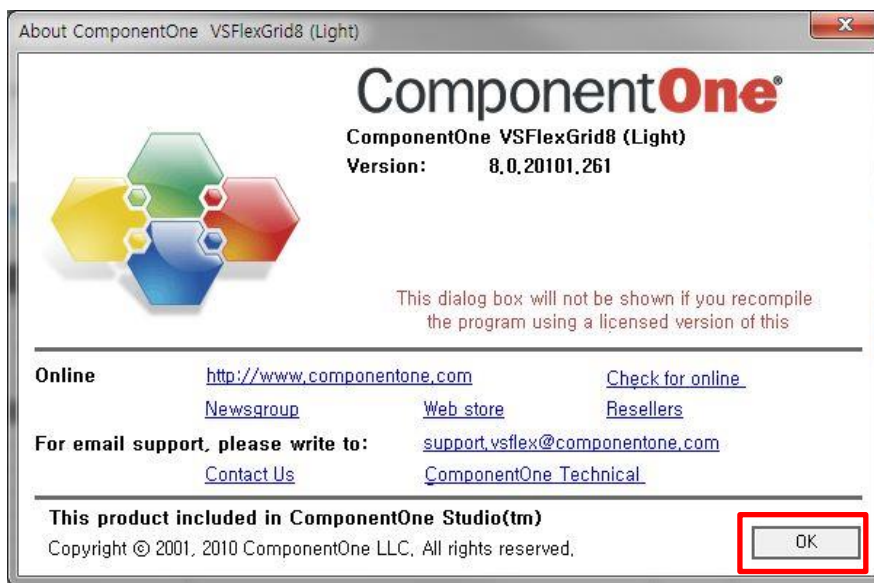 About ComponentOne VSFlexGrid8 (Light)
x
ComponentOne®
ComponentOne VSFlexGrid8 (Light)
Version: 8.0.20101.261
This dialog box will not be shown if you recompile
the program using a licensed version of this
Online http://www.componentone.com Check for online
Newsgroup Web store Resellers
For email support, please write to: support.vsflex@componentone.com
Contact Us ComponentOne Technical
This product included in ComponentOne Studio(tm)
Copyright © 2001, 2010 ComponentOne LLC. All rights reserved.
OK